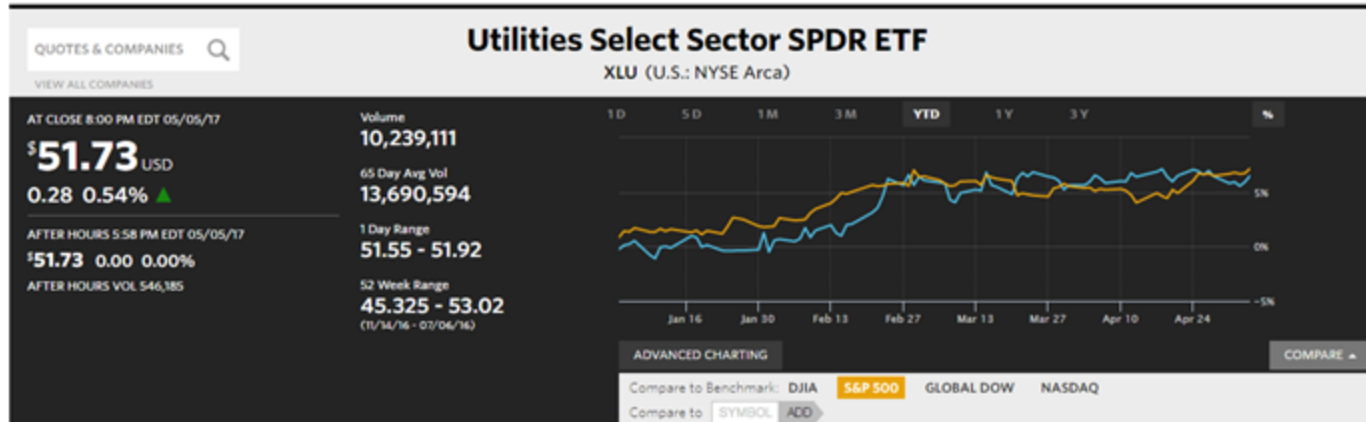 Utilities Select Sector SPDR ETF
XLU (U.S.: NYSE Arca)
QUOTES & COMPANIES
VIEW ALL COMPANIES
AT CLOSE 8:00 PM EDT 05/05/17
$51.73 USD
0.28 0.54%
AFTER HOURS 5:58 PM EDT 05/05/17
$51.73 0.00 0.00%
AFTER HOURS VOL 546,185
Volume
10,239,111
65 Day Avg Vol
13,690,594
1 Day Range
51.55 - 51.92
52 Week Range
45.325 - 53.02
(11/14/16 - 07/06/16)
1D 5D 1M 3M YTD 1Y 3Y %
5%
0%
-5%
Jan 16 Jan 30 Feb 13 Feb 27 Mar 13 Mar 27 Apr 10 Apr 24
ADVANCED CHARTING COMPARE
Compare to Benchmark: DJIA S&P 500 GLOBAL DOW NASDAQ
Compare to SYMBOL ADD